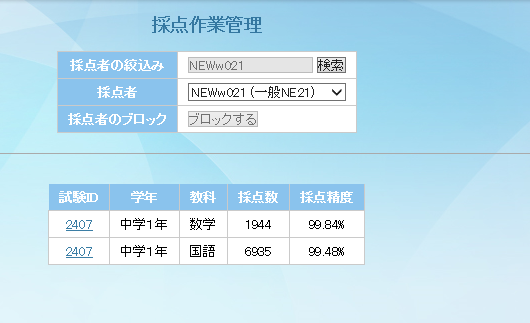 採点作業管理
採点者の絞込み NEWw021 検索
採点者 NEWw021 (一般NE21)
採点者のブロック ブロックする
試験ID 学年 教科 採点数 採点精度
2407 中学1年 数学 1944 99.84%
2407 中学1年 国語 6935 99.48%